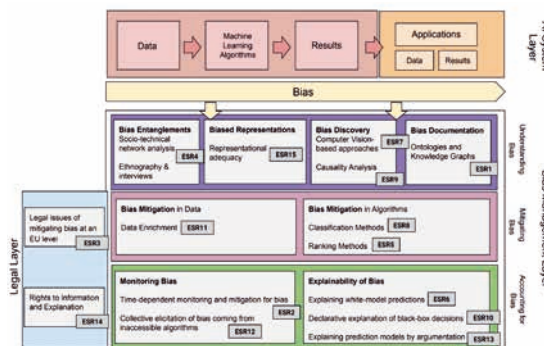 Data
Machine
Learning
Algorithms
Results
Applications
Data
Results
Layer
Bias
Bias Entanglements
Socio-technical
network analysis
ESR4
Ethnography &
interviews
Biased Representations
Representational
adequacy
ESR15
Bias Discovery
Computer Vision-
based approaches
ESR7
Causality Analysis
ESR9
Bias Documentation
Ontologies and
Knowledge Graphs
ESR1
Understanding
Bias
Legal issues of
mitigating bias at an
EU level
ESR3
Bias Mitigation in Data
Data Enrichment
ESR11
Bias Mitigation in Algorithms
Classification Methods
ESR8
Ranking Methods
ESR5
Mitigating
Bias
Legal Layer
Rights to Information
and Explanation
ESR14
Monitoring Bias
Time-dependent monitoring and mitigation for bias
ESR2
Collective elicitation of bias coming from
inaccessible algorithms
ESR12
Explainability of Bias
Explaining white-model predictions
ESR6
Declarative explanation of black-box decisions
ESR10
Explaining prediction models by argumentation
ESR13
Accounting for
Bias